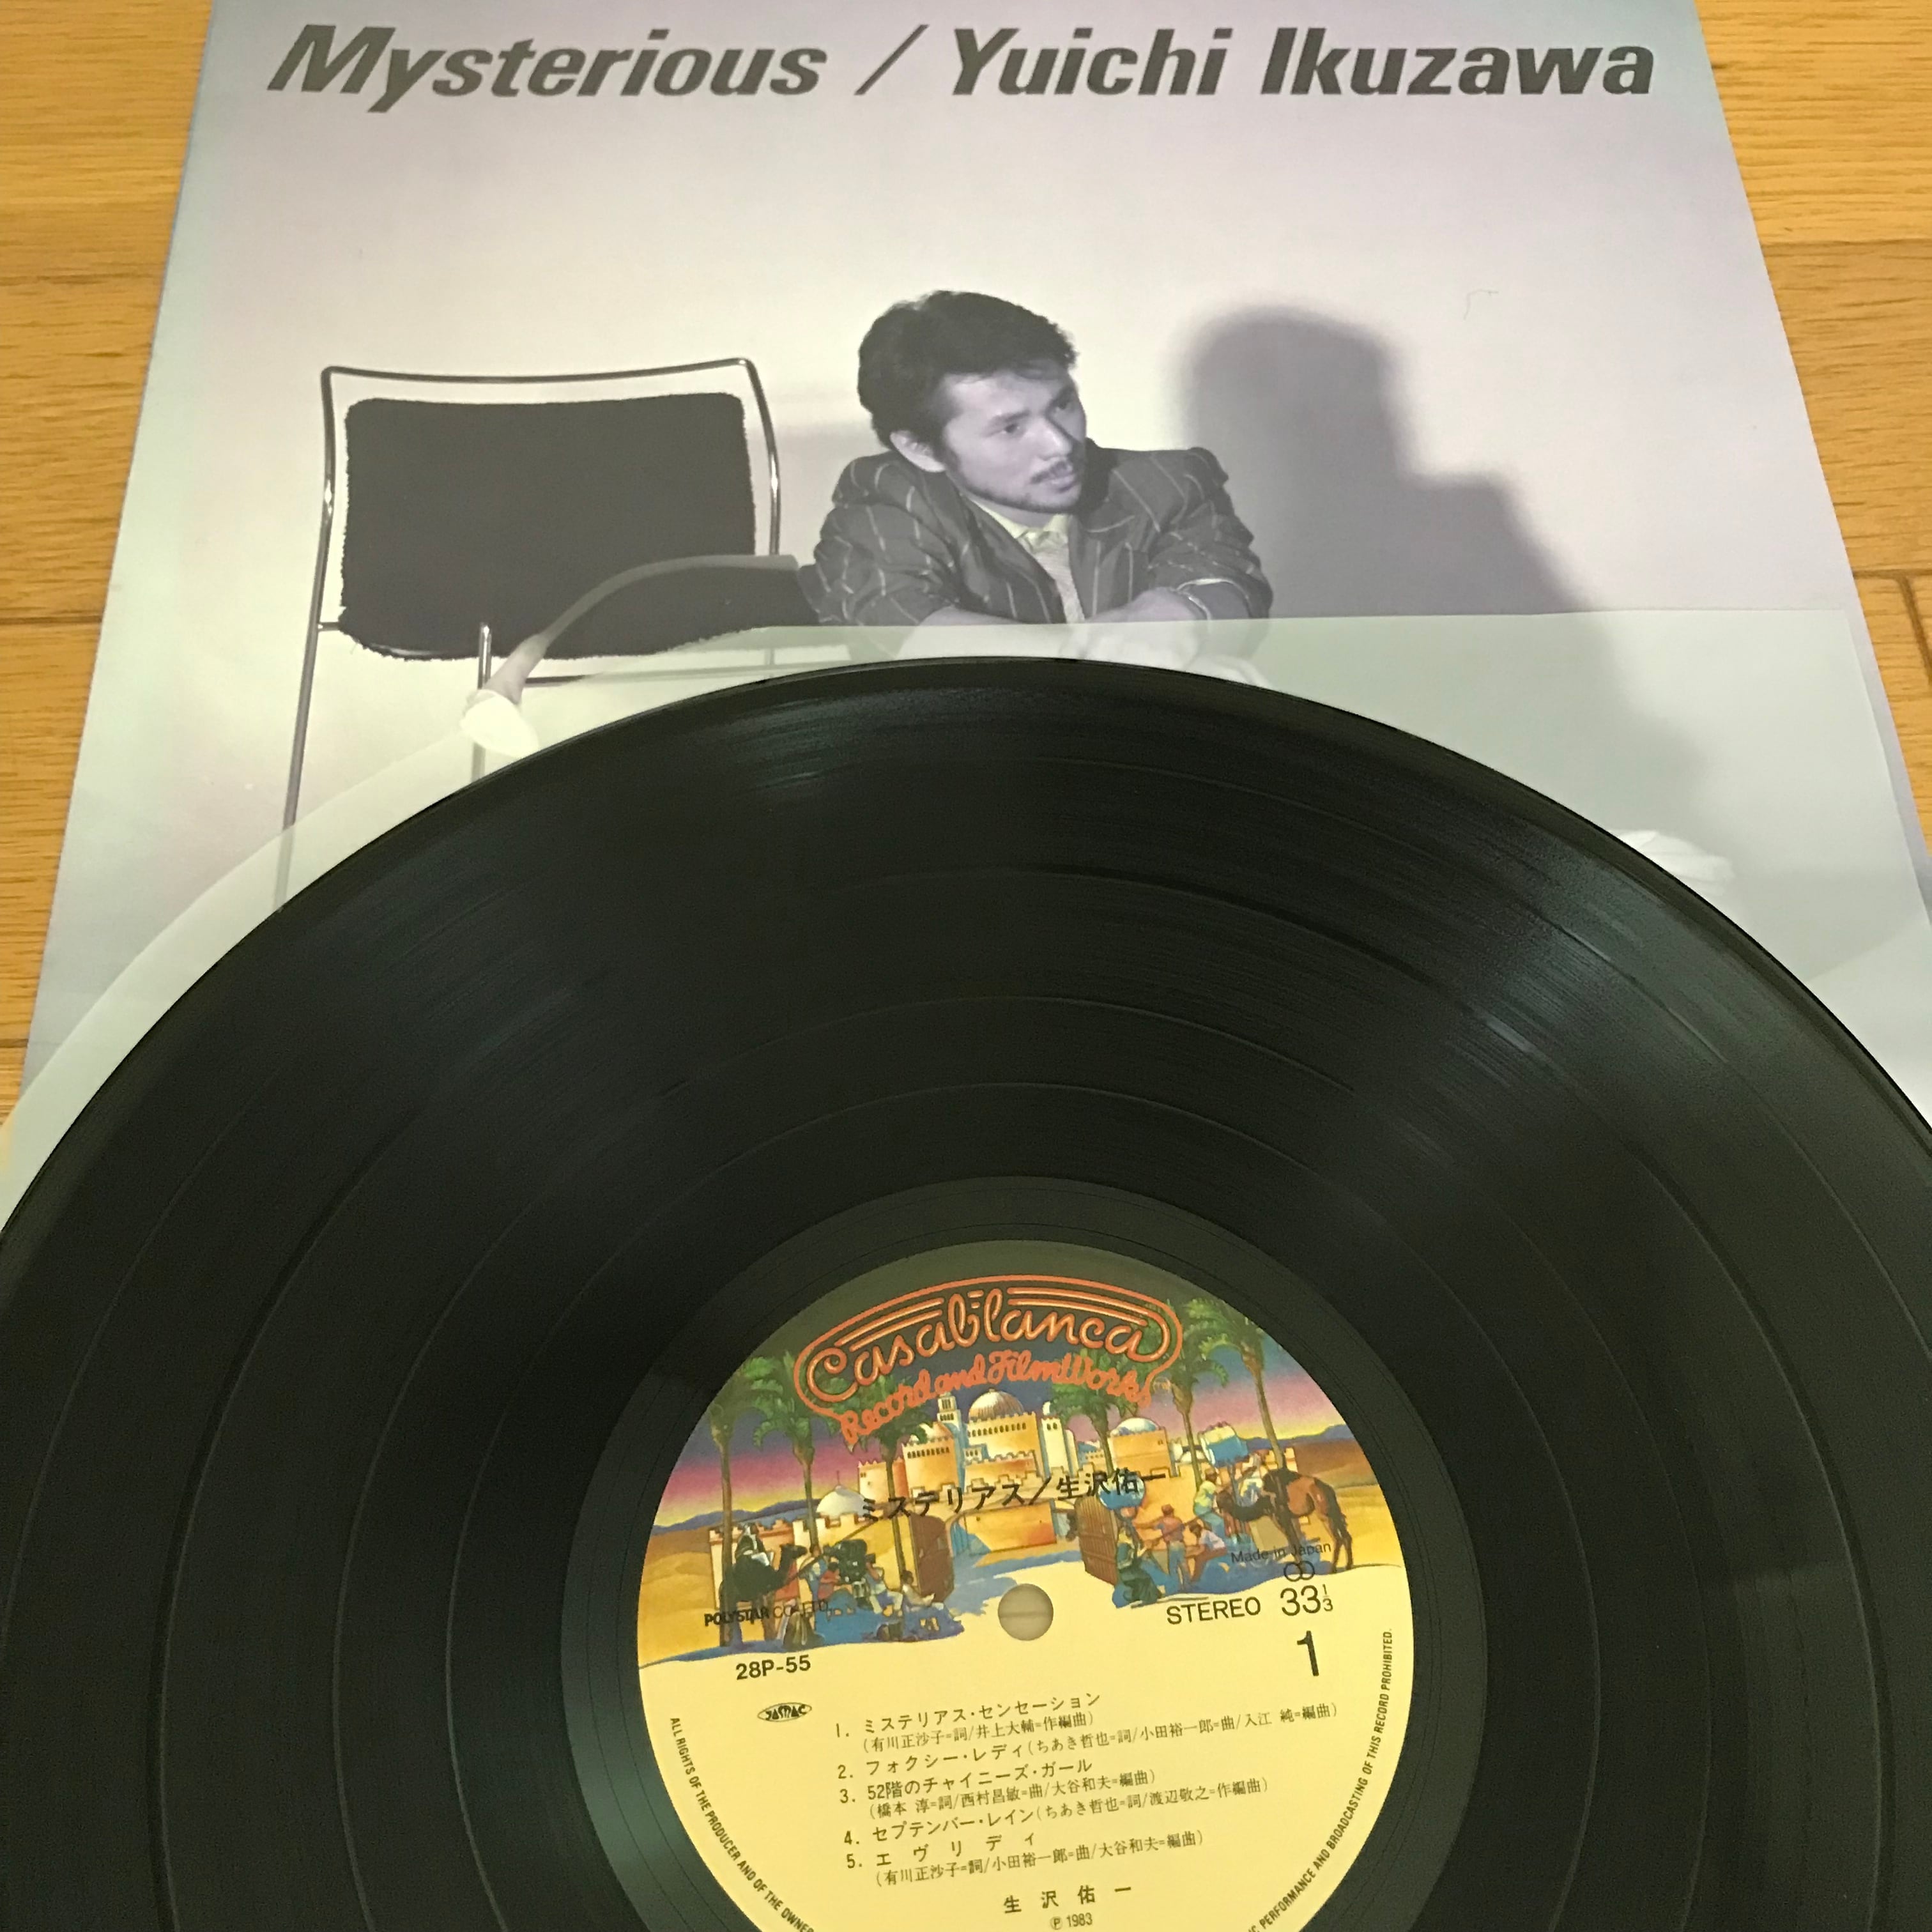 Mysterious / Yuichi Ikuzawa
Casablanca
Record and FilmWorks
ミステリアス/生沢佑一
Made in Japan
POLYSTAR CO., LTD.
STEREO 33⅓
28P-55
1
JASRAC
1. ミステリアス・センセーション
(有川正沙子=詞/井上大輔=作編曲)
2. フォクシー・レディ(ちあき哲也=詞/小田裕一郎=曲/入江 純=編曲)
3. 52階のチャイニーズ・ガール
(橋本 淳=詞/西村昌敏=曲/大谷和夫=編曲)
4. セプテンバー・レイン(ちあき哲也=詞/渡辺敬之=作編曲)
5. エヴリディ
(有川正沙子=詞/小田裕一郎=曲/大谷和夫=編曲)
生沢佑一
Ⓟ 1983
ALL RIGHTS OF THE PRODUCER AND OF THE OWNER
PERFORMANCE AND BROADCASTING OF THIS RECORD PROHIBITED.